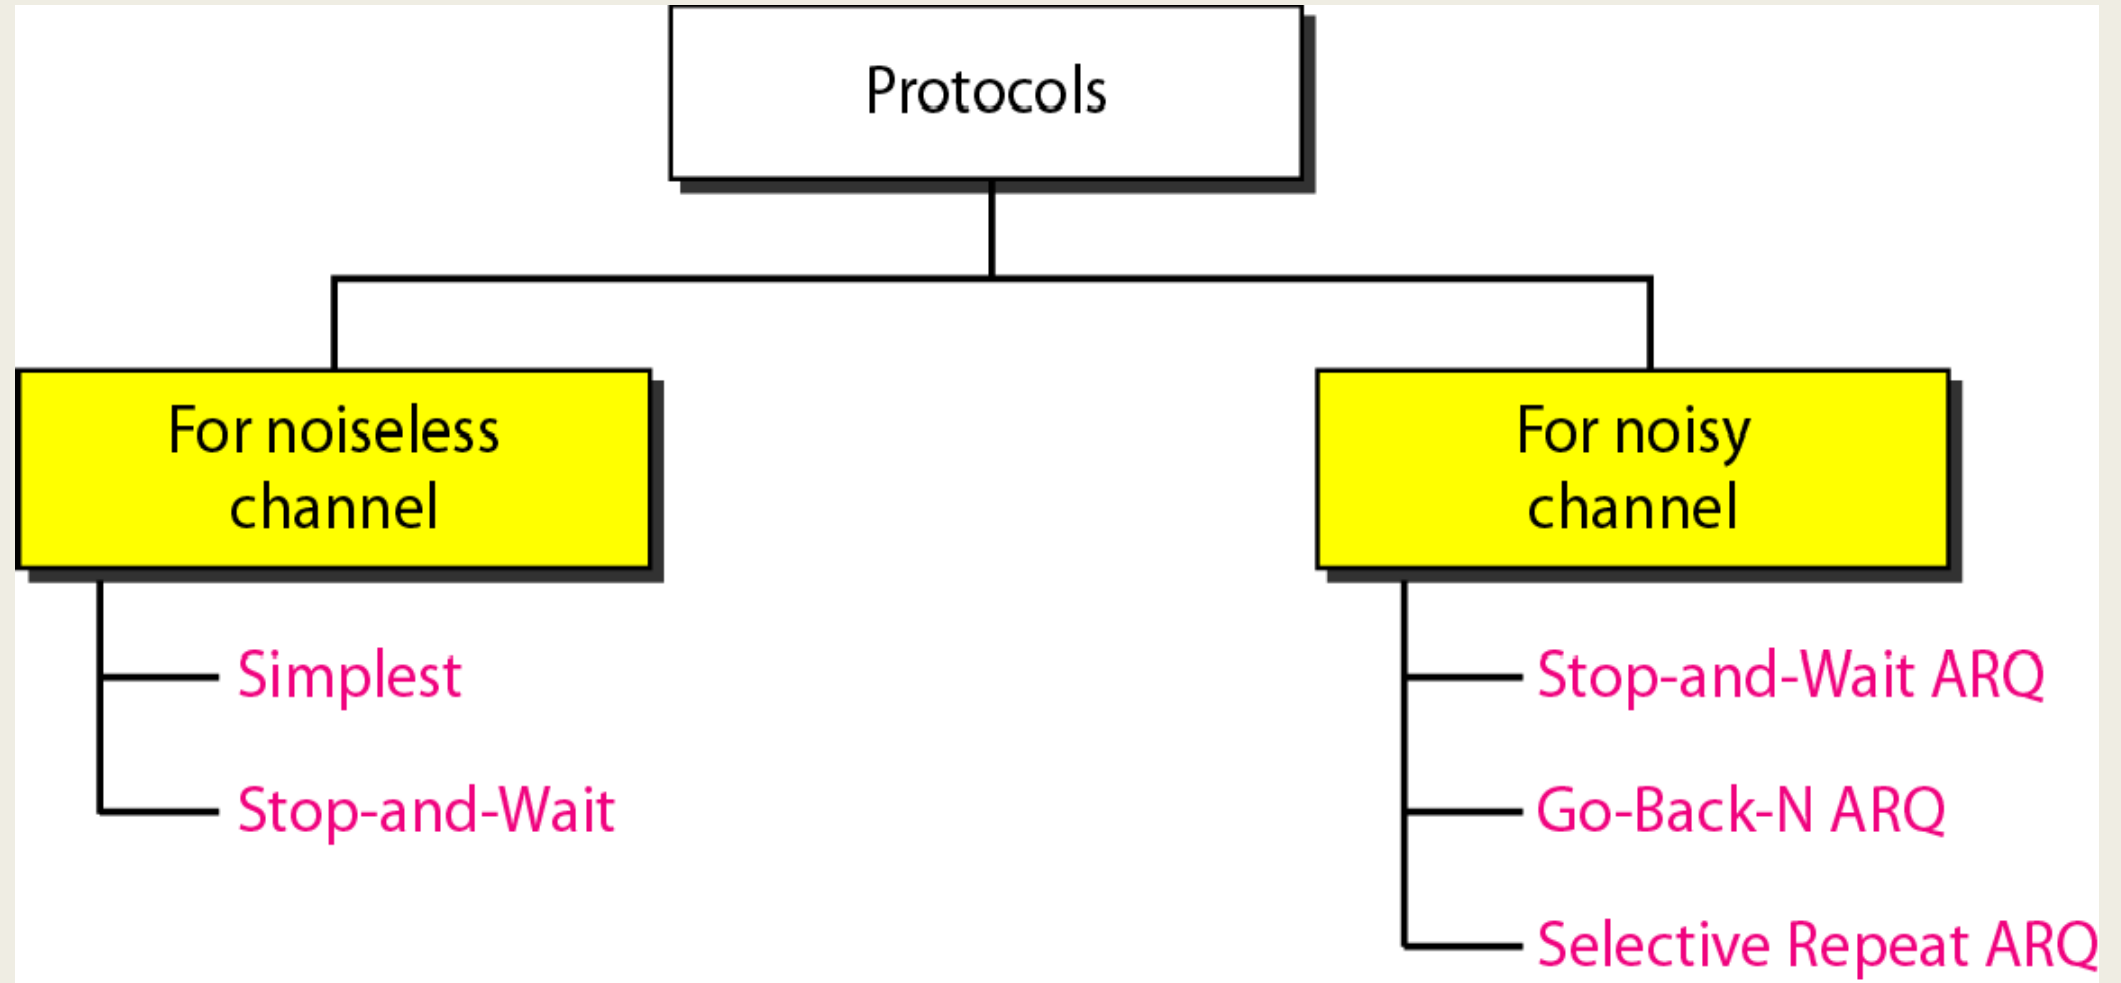 Protocols
For noiseless
channel
Simplest
Stop-and-Wait
For noisy
channel
Stop-and-Wait ARQ
Go-Back-N ARQ
Selective Repeat ARQ